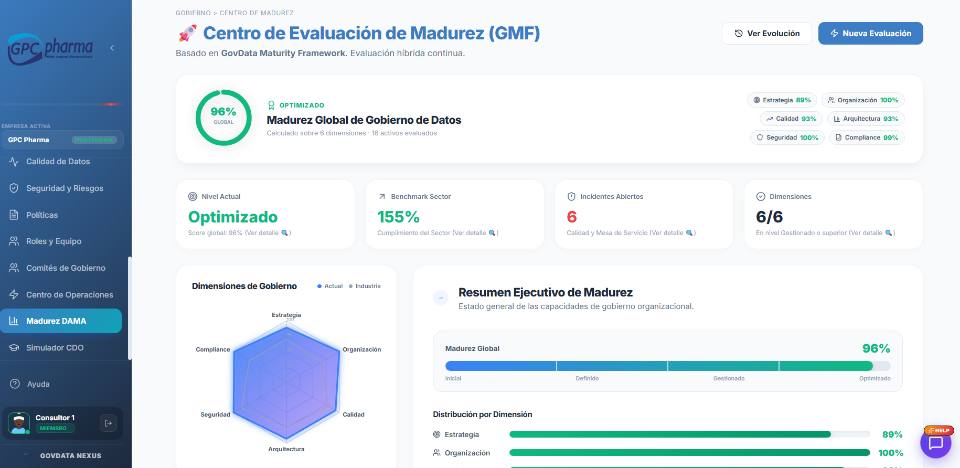 GPC pharma
EMPRESA ACTIVA
GPC Pharma
Calidad de Datos
Seguridad y Riesgos
Políticas
Roles y Equipo
Comités de Gobierno
Centro de Operaciones
Madurez DAMA
Simulador CDO
Ayuda
Consultor 1
MIEMBRO
GOVDATA NEXUS
GOBIERNO > CENTRO DE MADUREZ
Centro de Evaluación de Madurez (GMF)
Basado en GovData Maturity Framework. Evaluación híbrida continua.
Ver Evolución
Nueva Evaluación
96%
GLOBAL
OPTIMIZADO
Madurez Global de Gobierno de Datos
Calculado sobre 6 dimensiones · 18 activos evaluados
Estrategia 89%
Organización 100%
Calidad 93%
Arquitectura 93%
Seguridad 100%
Compliance 99%
Nivel Actual
Optimizado
Score global: 96% (Ver detalle 🔍)
Benchmark Sector
155%
Cumplimiento del Sector (Ver detalle 🔍)
Incidentes Abiertos
6
Calidad y Mesa de Servicio (Ver detalle 🔍)
Dimensiones
6/6
En nivel Gestionado o superior (Ver detalle 🔍)
Dimensiones de Gobierno
Actual
Industria
Estrategia
Compliance
Organización
Seguridad
Calidad
Arquitectura
Resumen Ejecutivo de Madurez
Estado general de las capacidades de gobierno organizacional.
Madurez Global
96%
Inicial
Definido
Gestionado
Optimizado
Distribución por Dimensión
Estrategia
89%
Organización
100%
HELP